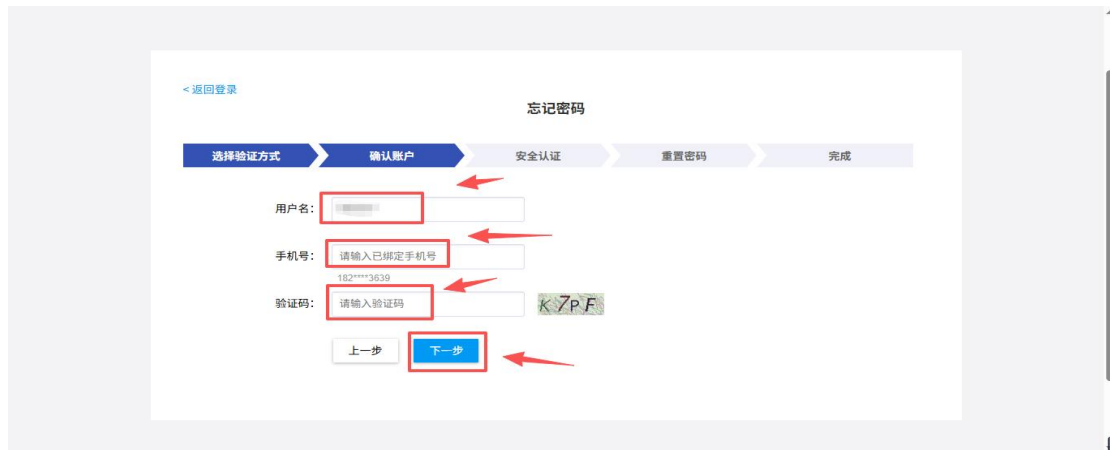 <返回登录
忘记密码
选择验证方式 确认账户 安全认证 重置密码 完成
用户名：
手机号： 请输入已绑定手机号
182****3639
验证码： 请输入验证码 K7PF
上一步 下一步